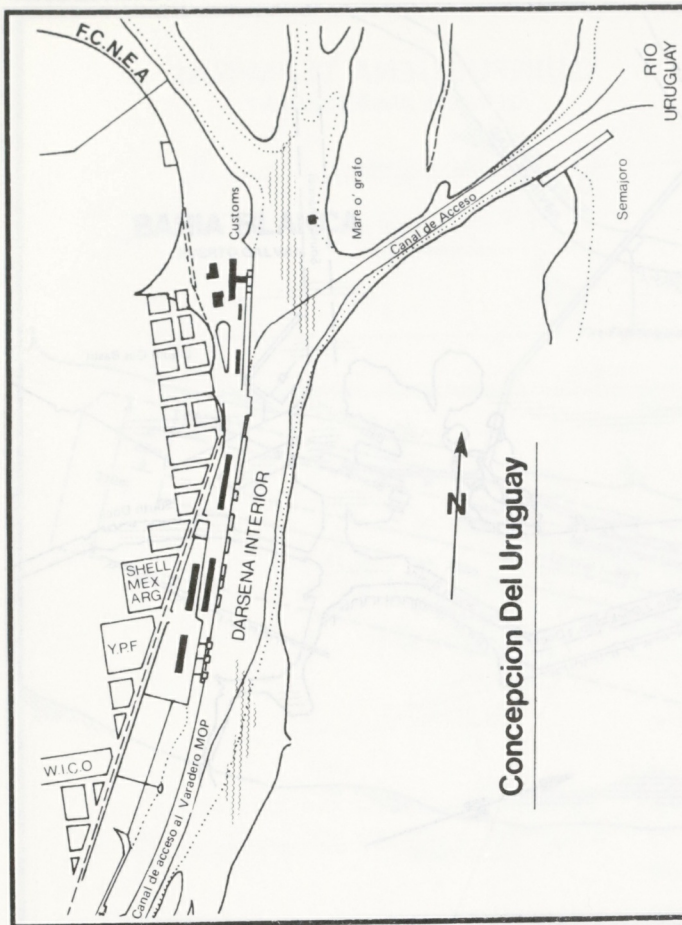 F.C.N.E.A
RIO
URUGUAY
Customs
Mare o' grafo
Canal de Acceso
Semajoro
N
DARSENA INTERIOR
SHELL
MEX
ARG
Y.P.F
W.I.C.O
Canal de acceso al Varadero MOP
Concepcion Del Uruguay